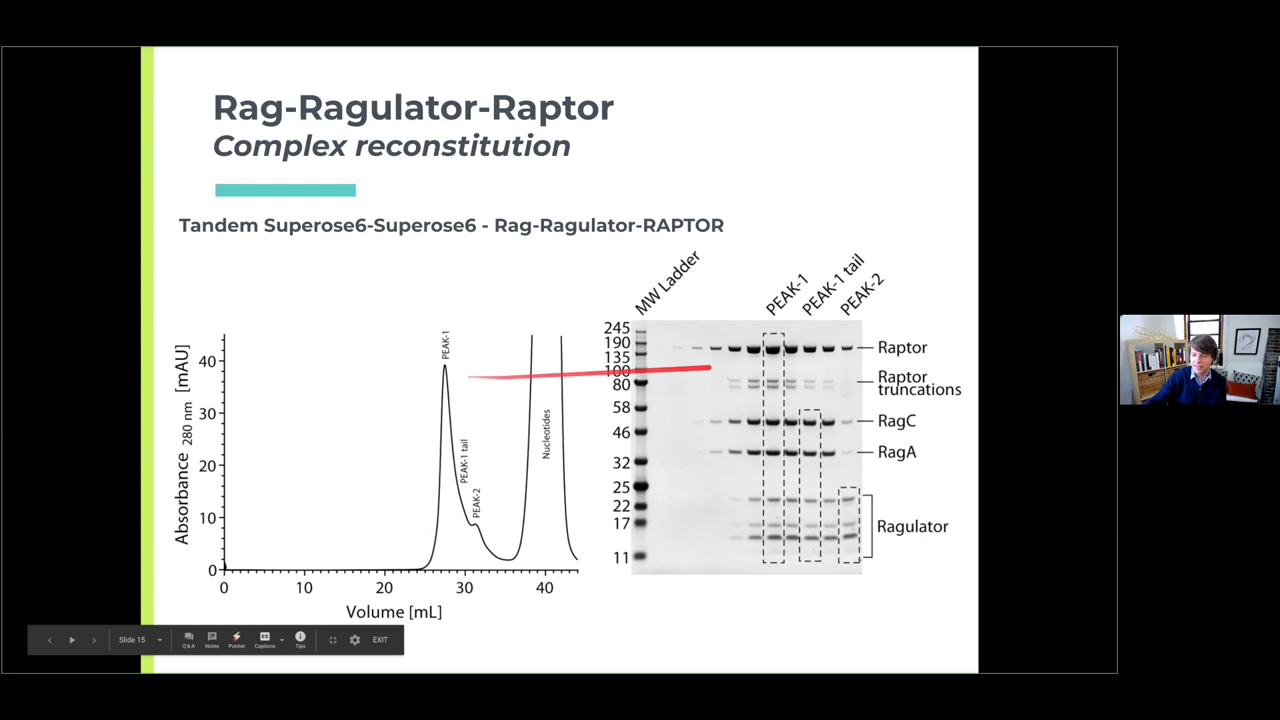 Rag-Ragulator-Raptor
Complex reconstitution
Tandem Superose6-Superose6 - Rag-Ragulator-RAPTOR
Absorbance 280 nm [mAU]
40
30
20
10
0
0
10
20
30
40
Volume [mL]
PEAK-1
PEAK-1 tail
PEAK-2
Nucleotides
MW Ladder
PEAK-1
PEAK-1 tail
PEAK-2
245
190
135
100
80
58
46
32
25
22
17
11
Raptor
Raptor
truncations
RagC
RagA
Ragulator
Slide 15
Q&A
Notes
Pointer
CC
Captions
Tips
EXIT